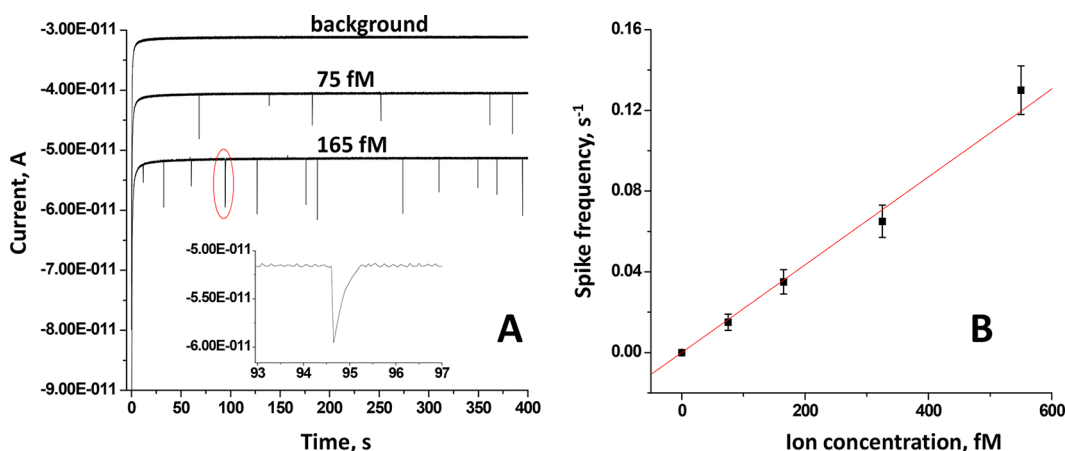 background
75 fM
165 fM
Current, A
-3.00E-011
-4.00E-011
-5.00E-011
-6.00E-011
-7.00E-011
-8.00E-011
-9.00E-011
0 50 100 150 200 250 300 350 400
Time, s
-5.00E-011
-5.50E-011
-6.00E-011
93 94 95 96 97
A
Spike frequency, s-1
0.16
0.12
0.08
0.04
0.00
0 200 400 600
Ion concentration, fM
B